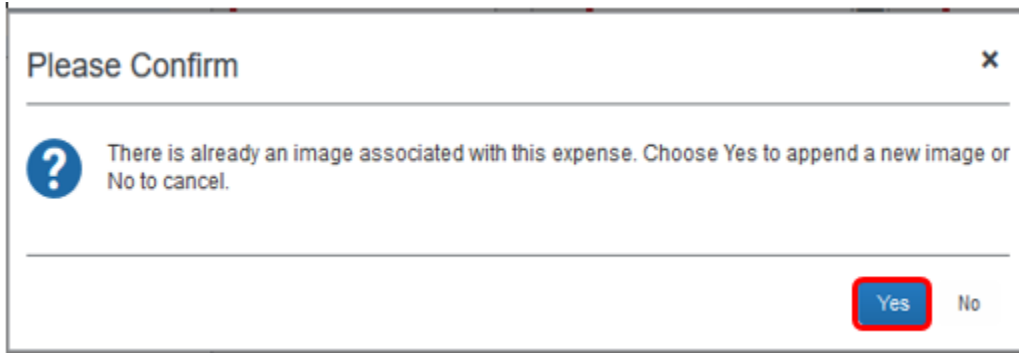 Please Confirm
×
?
There is already an image associated with this expense. Choose Yes to append a new image or
No to cancel.
Yes No